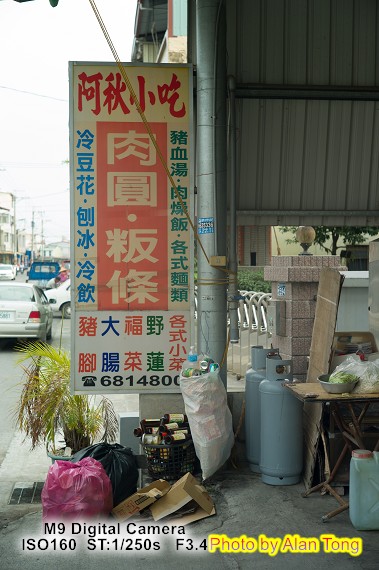 阿秋小吃
冷豆花·刨冰·冷飲
肉圓·粄條
豬血湯·肉燥飯·各式麵類
豬腳
大腸
福菜
野蓮
各式小菜
☎6814800
M9 Digital Camera
ISO160 ST:1/250s F3.4
Photo by Alan Tong